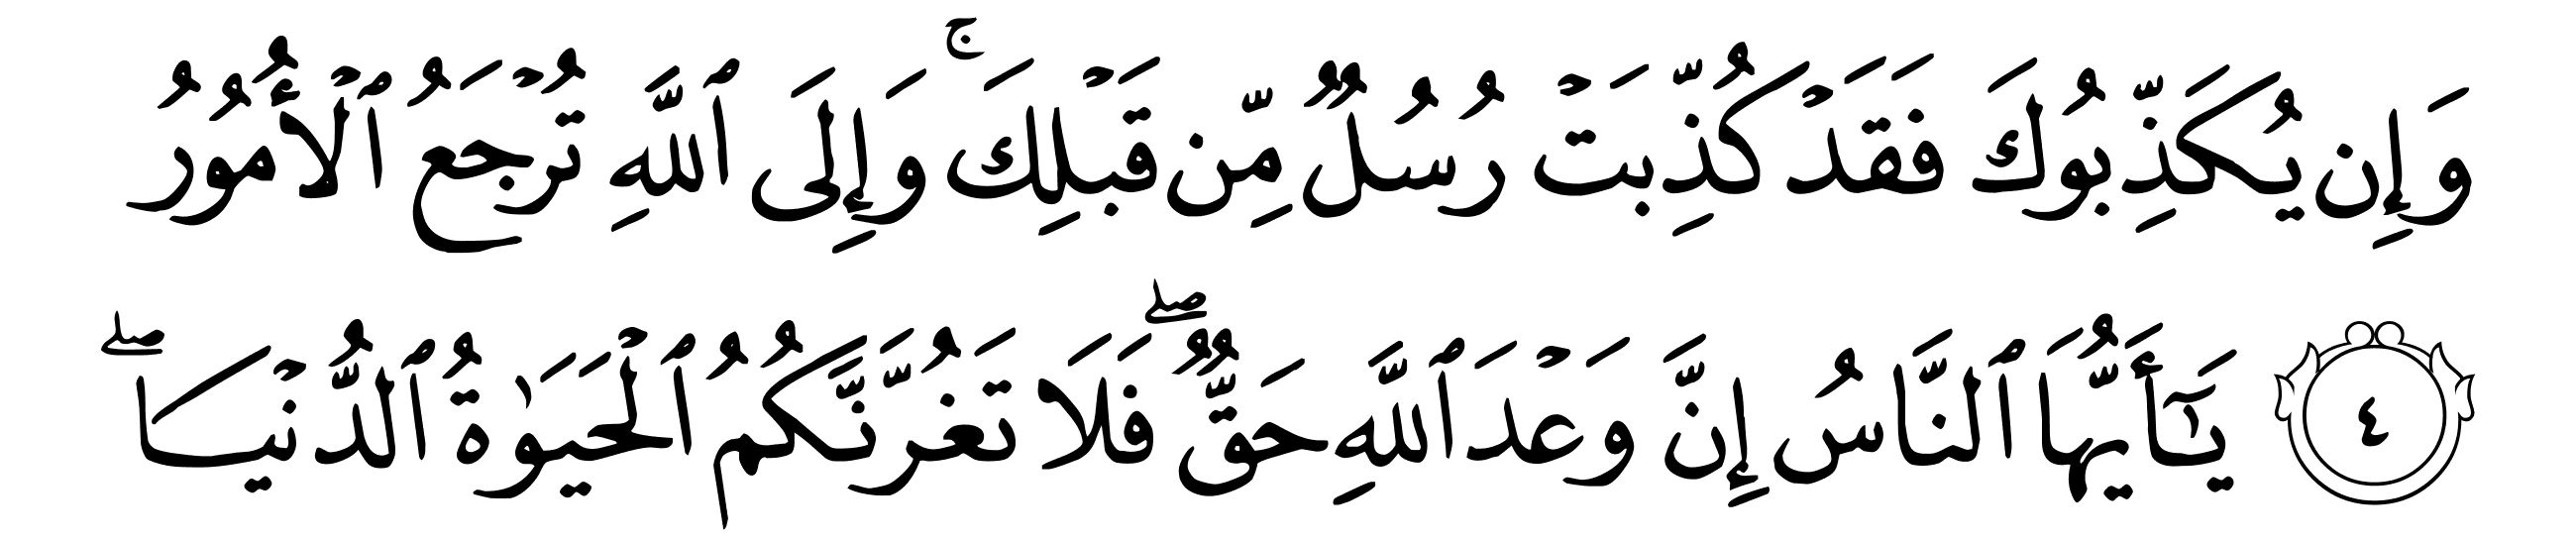 وَإِن يُكَذِّبُوكَ فَقَدْ كُذِّبَتْ رُسُلٌ مِّن قَبْلِكَ ۚ وَإِلَى ٱللَّهِ تُرْجَعُ ٱلْأُمُورُ
٤ يَـٰٓأَيُّهَا ٱلنَّاسُ إِنَّ وَعْدَ ٱللَّهِ حَقٌّ ۖ فَلَا تَغُرَّنَّكُمُ ٱلْحَيَوٰةُ ٱلدُّنْيَا ۖ